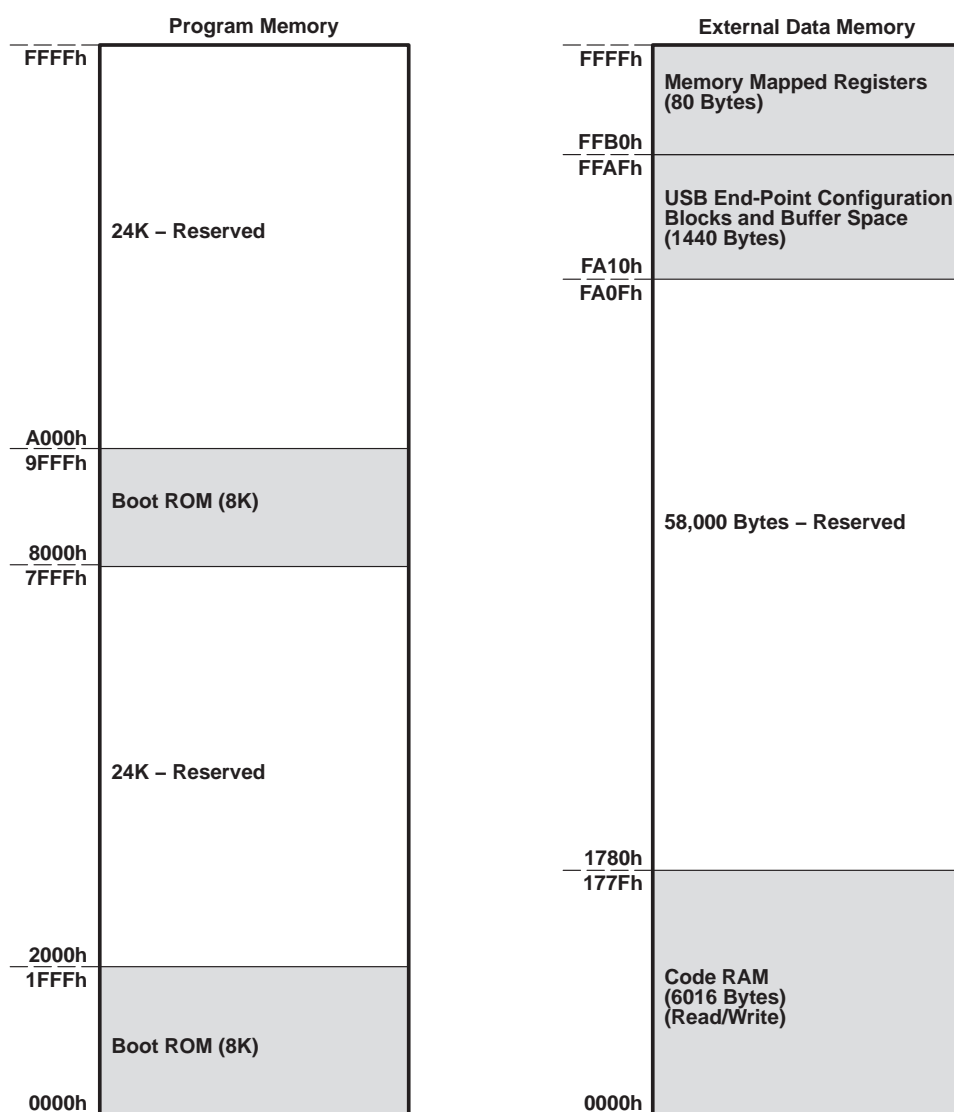 Program Memory
FFFFh
24K – Reserved
A000h
9FFFh
Boot ROM (8K)
8000h
7FFFh
24K – Reserved
2000h
1FFFh
Boot ROM (8K)
0000h
External Data Memory
FFFFh
Memory Mapped Registers
(80 Bytes)
FFB0h
FFAFh
USB End-Point Configuration
Blocks and Buffer Space
(1440 Bytes)
FA10h
FA0Fh
58,000 Bytes – Reserved
1780h
177Fh
Code RAM
(6016 Bytes)
(Read/Write)
0000h